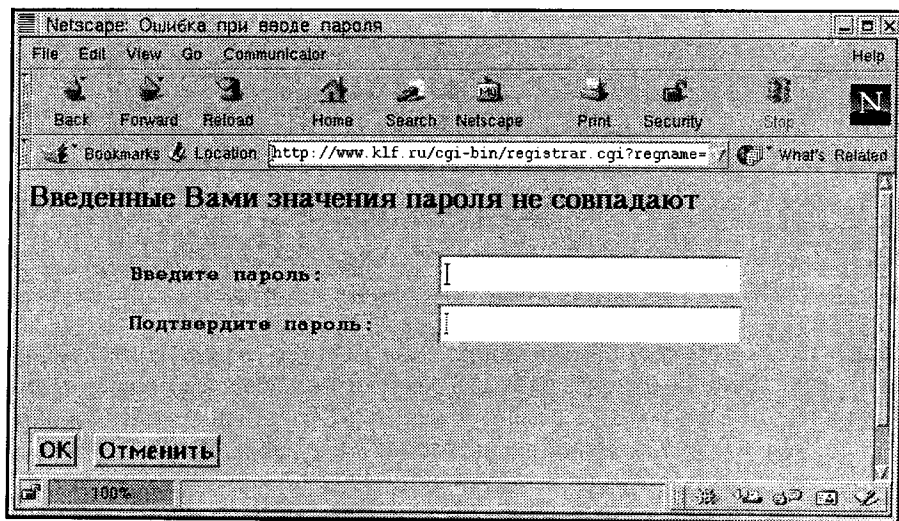 Netscape: Ошибка при вводе пароля
File Edit View Go Communicator Help
Back Forward Reload Home Search Netscape Print Security Stop
N
Bookmarks Location http://www.klf.ru/cgi-bin/registrar.cgi?regname= What's Related
Введенные Вами значения пароля не совпадают
Введите пароль:
Подтвердите пароль:
OK Отменить
100%